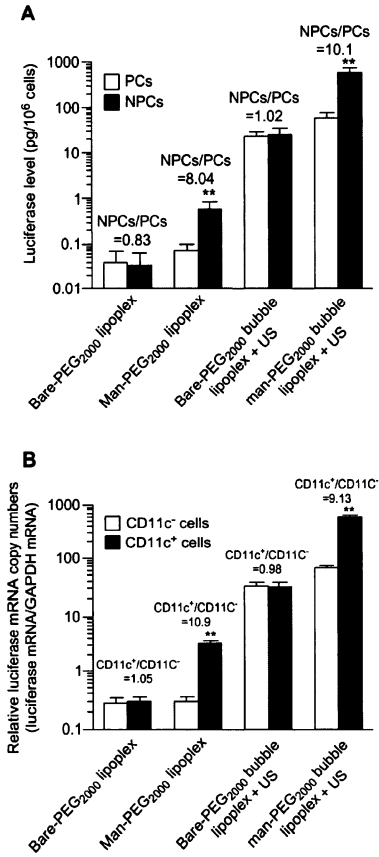 A
Luciferase level (pg/10⁶ cells)
1000
100
10
1
0.1
0.01
PCs
NPCs
NPCs/PCs
=0.83
NPCs/PCs
=8.04
**
NPCs/PCs
=1.02
NPCs/PCs
=10.1
**
Bare-PEG₂₀₀₀ lipoplex
Man-PEG₂₀₀₀ lipoplex
Bare-PEG₂₀₀₀ bubble
lipoplex + US
man-PEG₂₀₀₀ bubble
lipoplex + US
B
Relative luciferase mRNA copy numbers
(luciferase mRNA/GAPDH mRNA)
1000
100
10
1
0.1
CD11c⁻ cells
CD11c⁺ cells
CD11c⁺/CD11C⁻
=1.05
CD11c⁺/CD11C⁻
=10.9
**
CD11c⁺/CD11C⁻
=0.98
CD11c⁺/CD11C⁻
=9.13
**
Bare-PEG₂₀₀₀ lipoplex
Man-PEG₂₀₀₀ lipoplex
Bare-PEG₂₀₀₀ bubble
lipoplex + US
man-PEG₂₀₀₀ bubble
lipoplex + US